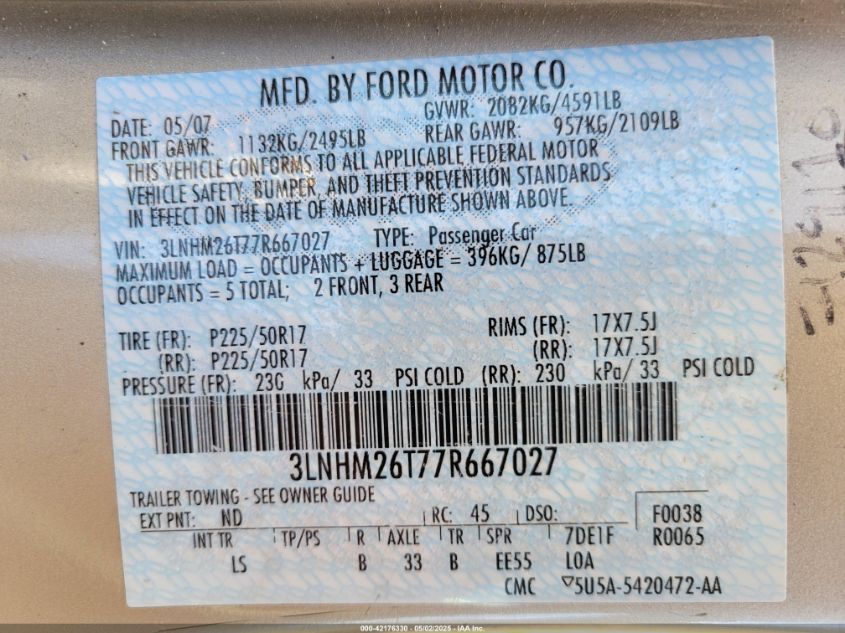 MFD. BY FORD MOTOR CO.
DATE: 05/07 GVWR: 2082KG/4591LB
FRONT GAWR: 1132KG/2495LB REAR GAWR: 957KG/2109LB
THIS VEHICLE CONFORMS TO ALL APPLICABLE FEDERAL MOTOR
VEHICLE SAFETY, BUMPER, AND THEFT PREVENTION STANDARDS
IN EFFECT ON THE DATE OF MANUFACTURE SHOWN ABOVE.
VIN: 3LNHM26T77R667027 TYPE: Passenger Car
MAXIMUM LOAD = OCCUPANTS + LUGGAGE = 396KG/ 875LB
OCCUPANTS = 5 TOTAL; 2 FRONT, 3 REAR
TIRE (FR): P225/50R17 RIMS (FR): 17X7.5J
(RR): P225/50R17 (RR): 17X7.5J
PRESSURE (FR): 230 kPa/ 33 PSI COLD (RR): 230 kPa/ 33 PSI COLD
3LNHM26T77R667027
TRAILER TOWING - SEE OWNER GUIDE
EXT PNT: ND RC: 45 DSO: F0038
INT TR TP/PS R AXLE TR SPR 7DE1F R0065
LS B 33 B EE55 LOA
CMC ▽5U5A-5420472-AA
000-42176330 - 05/02/2025 - IAA Inc.